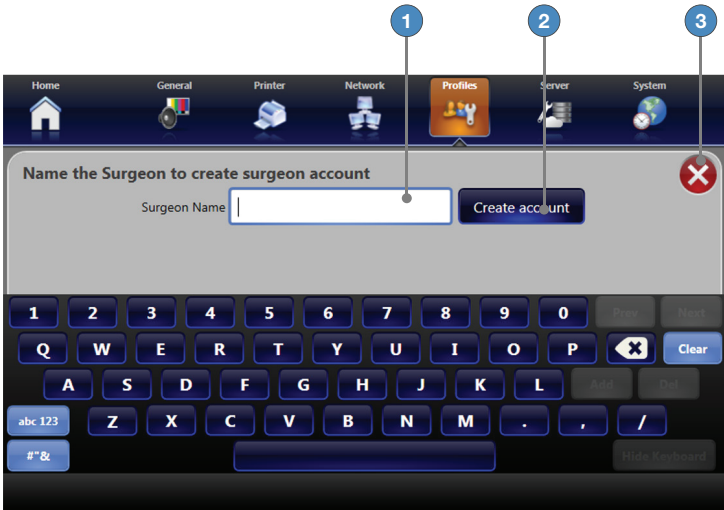 1 2 3
Home General Printer Network Profiles Server System
Name the Surgeon to create surgeon account
Surgeon Name Create account
1 2 3 4 5 6 7 8 9 0 Prev Next
Q W E R T Y U I O P Clear
A S D F G H J K L Add Del
abc 123 Z X C V B N M . , /
#"& Hide Keyboard